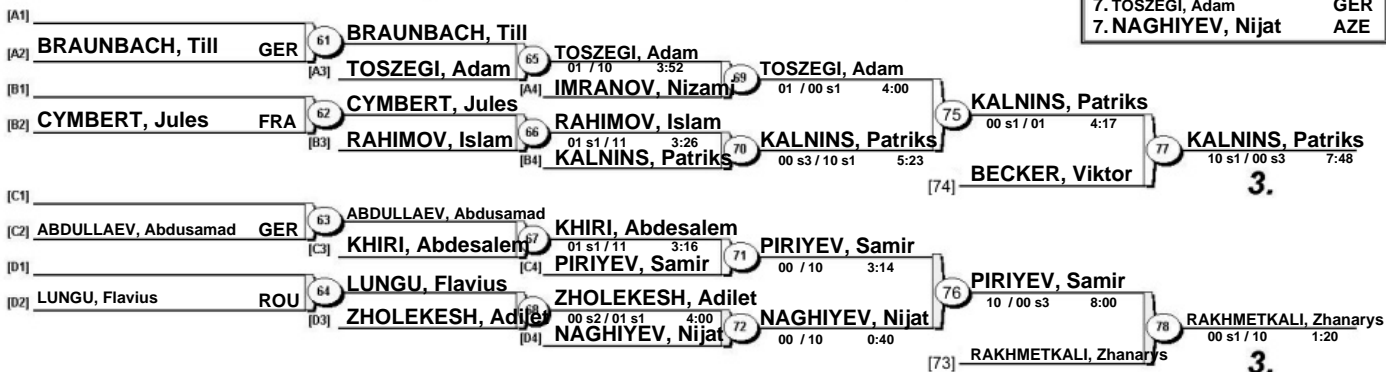 7. TOSZEGI, Adam GER
7. NAGHIYEV, Nijat AZE
[A1]
[A2] BRAUNBACH, Till GER
61 BRAUNBACH, Till
[A3] TOSZEGI, Adam
65 TOSZEGI, Adam
01 / 10 3:52
[A4] IMRANOV, Nizami
69 TOSZEGI, Adam
01 / 00 s1 4:00
[B1]
[B2] CYMBERT, Jules FRA
62 CYMBERT, Jules
[B3] RAHIMOV, Islam
66 RAHIMOV, Islam
01 s1 / 11 3:26
[B4] KALNINS, Patriks
70 KALNINS, Patriks
00 s3 / 10 s1 5:23
75 KALNINS, Patriks
00 s1 / 01 4:17
[74] BECKER, Viktor
77 KALNINS, Patriks
10 s1 / 00 s3 7:48
3.
[C1]
[C2] ABDULLAEV, Abdusamad GER
63 ABDULLAEV, Abdusamad
[C3] KHIRI, Abdesalem
67 KHIRI, Abdesalem
01 s1 / 11 3:16
[C4] PIRIYEV, Samir
71 PIRIYEV, Samir
00 / 10 3:14
[D1]
[D2] LUNGU, Flavius ROU
64 LUNGU, Flavius
[D3] ZHOLEKESH, Adilet
68 ZHOLEKESH, Adilet
00 s2 / 01 s1 4:00
[D4] NAGHIYEV, Nijat
72 NAGHIYEV, Nijat
00 / 10 0:40
76 PIRIYEV, Samir
10 / 00 s3 8:00
[73] RAKHMETKALI, Zhanarys
78 RAKHMETKALI, Zhanarys
00 s1 / 10 1:20
3.